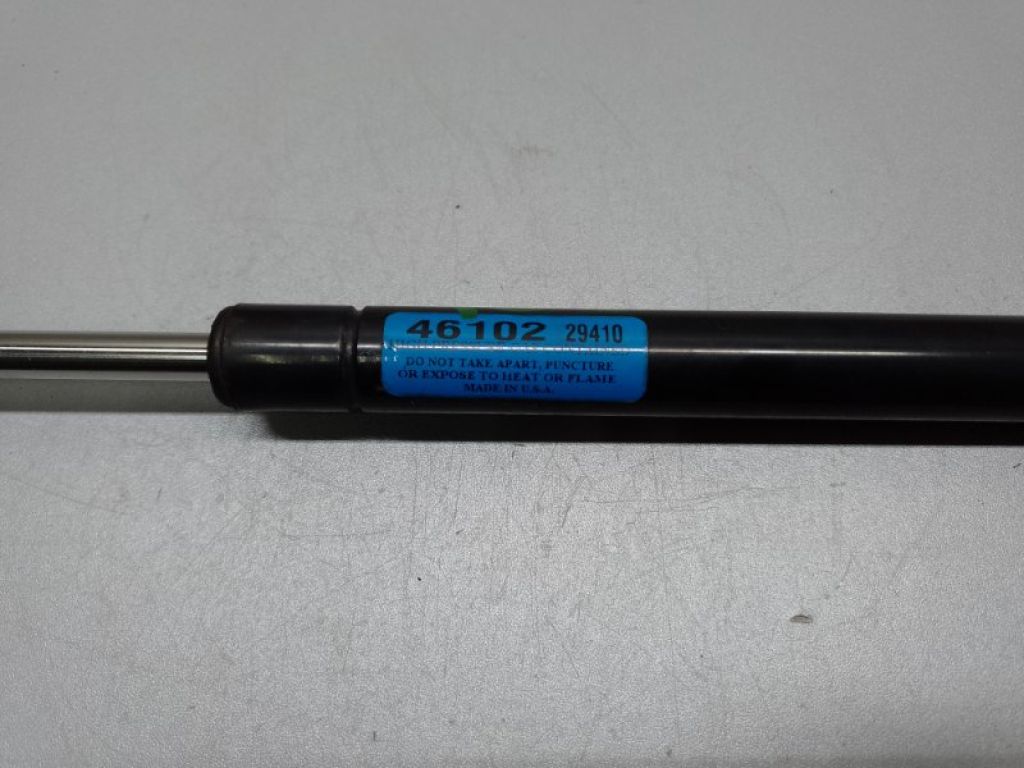 46102 29410
DO NOT TAKE APART, PUNCTURE
OR EXPOSE TO HEAT OR FLAME
MADE IN U.S.A.